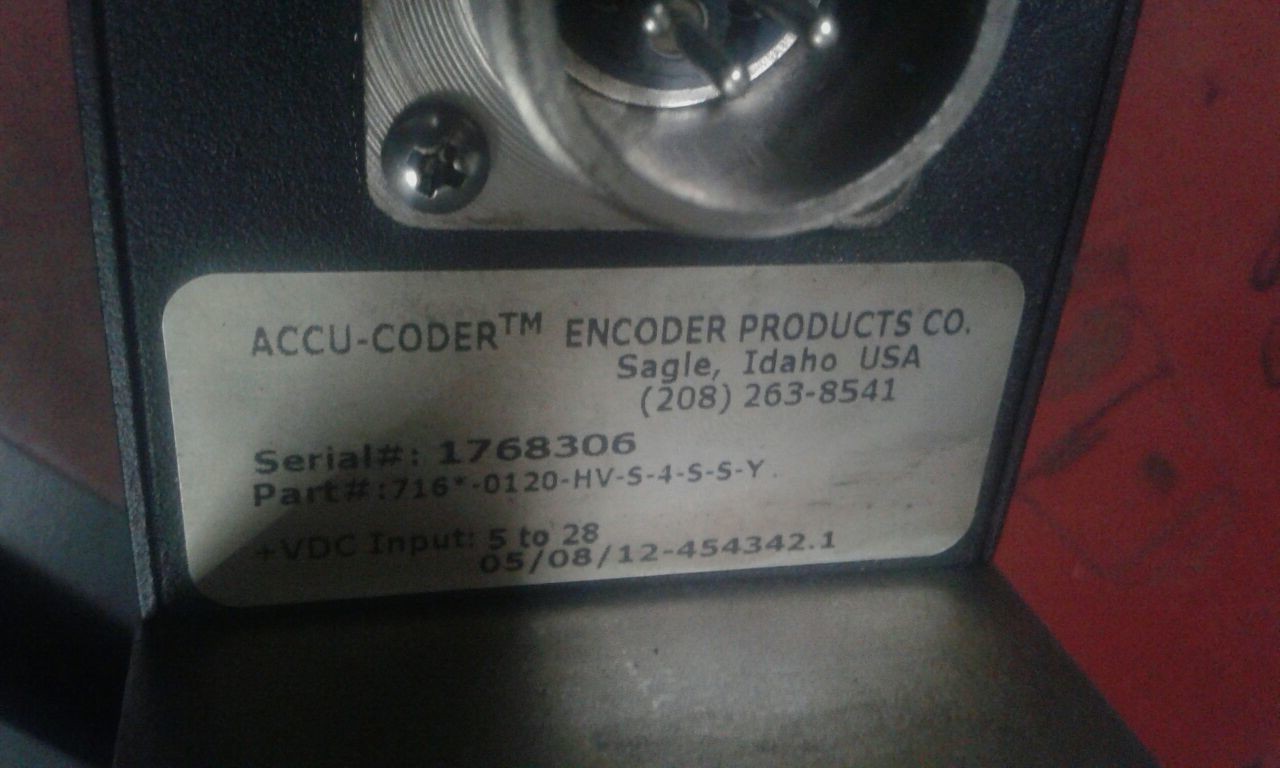 ACCU-CODER™ ENCODER PRODUCTS CO.
Sagle, Idaho USA
(208) 263-8541
Serial#: 1768306
Part#:716*-0120-HV-S-4-S-S-Y
+VDC Input: 5 to 28
05/08/12-454342.1